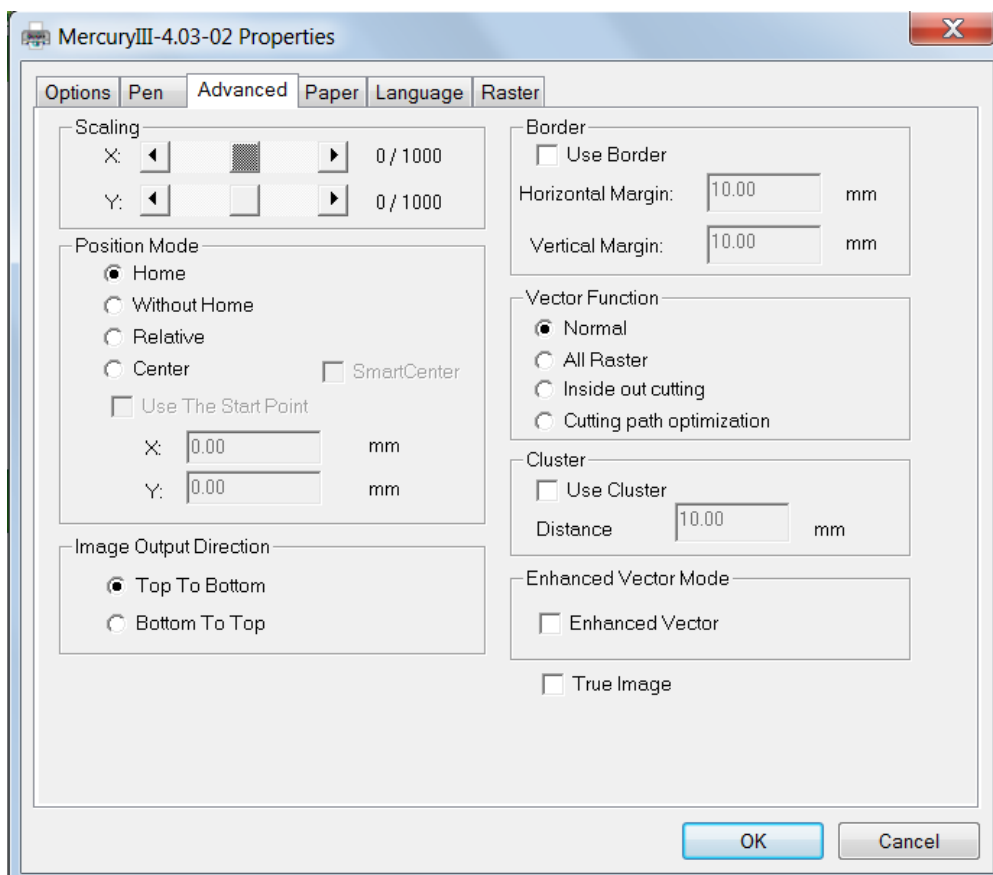 MercuryIII-4.03-02 Properties
X
Options Pen Advanced Paper Language Raster
Scaling
X: 0 / 1000
Y: 0 / 1000
Position Mode
Home
Without Home
Relative
Center SmartCenter
Use The Start Point
X: 0.00 mm
Y: 0.00 mm
Image Output Direction
Top To Bottom
Bottom To Top
Border
Use Border
Horizontal Margin: 10.00 mm
Vertical Margin: 10.00 mm
Vector Function
Normal
All Raster
Inside out cutting
Cutting path optimization
Cluster
Use Cluster
Distance 10.00 mm
Enhanced Vector Mode
Enhanced Vector
True Image
OK Cancel